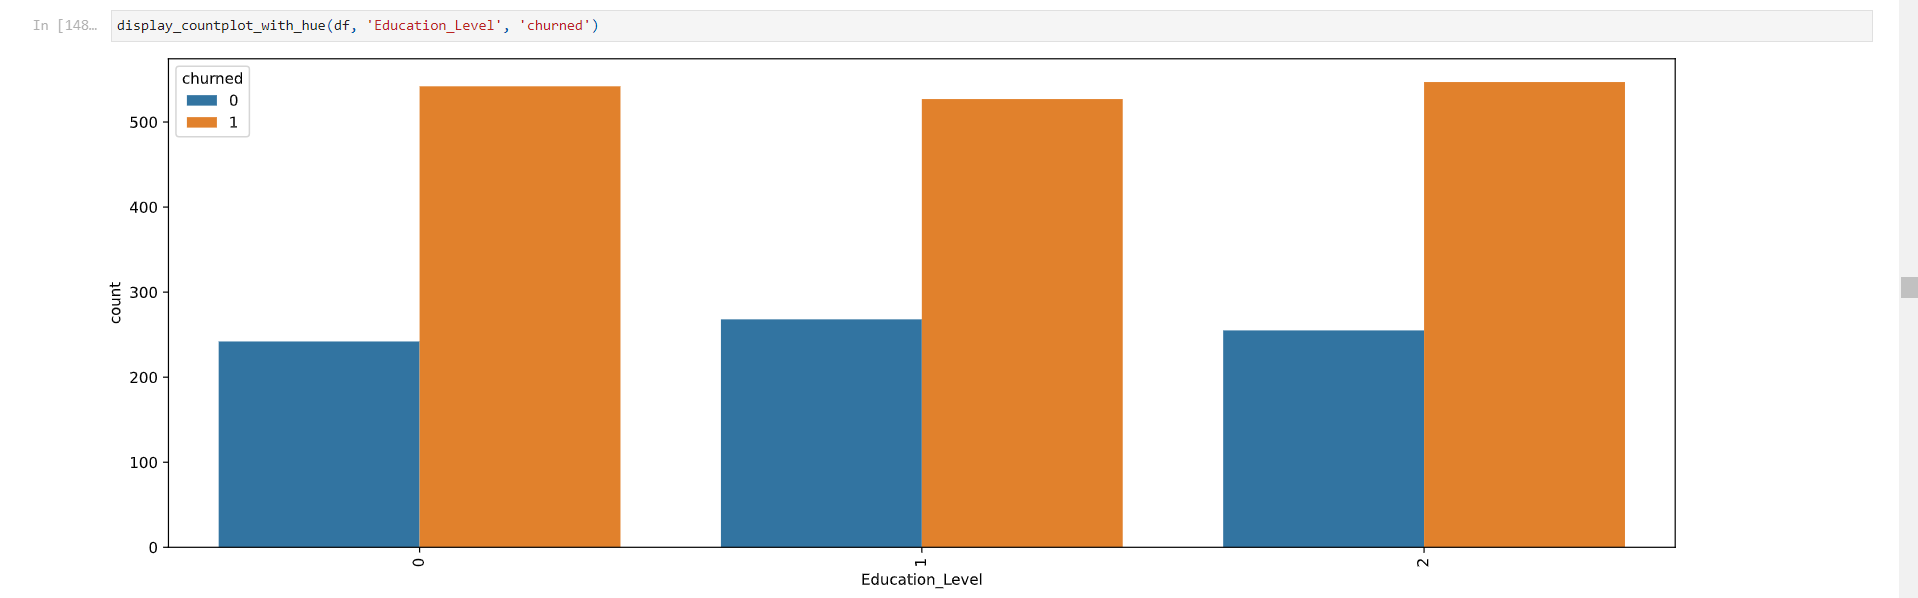 In [148… display_countplot_with_hue(df, 'Education_Level', 'churned')
churned
0
1
500
400
300
200
100
0
count
0 1 2
Education_Level